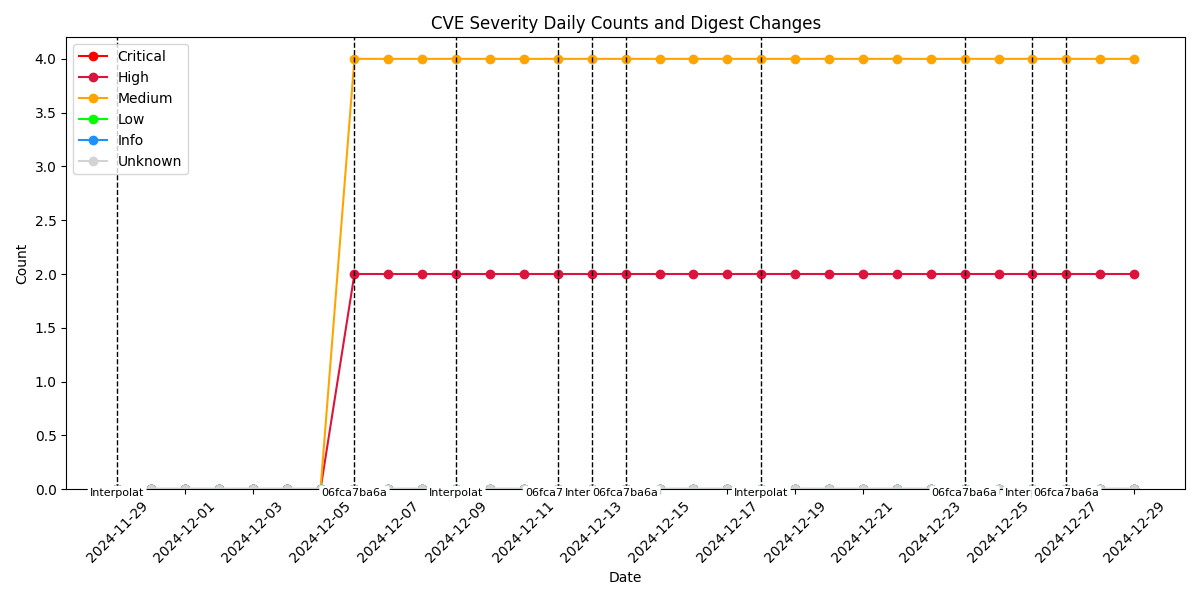 CVE Severity Daily Counts and Digest Changes
Critical
High
Medium
Low
Info
Unknown
Count
4.0
3.5
3.0
2.5
2.0
1.5
1.0
0.5
0.0
Interpolat 06fca7ba6a Interpolat 06fca7 Inter 06fca7ba6a Interpolat 06fca7ba6a Inter 06fca7ba6a
2024-11-29 2024-12-01 2024-12-03 2024-12-05 2024-12-07 2024-12-09 2024-12-11 2024-12-13 2024-12-15 2024-12-17 2024-12-19 2024-12-21 2024-12-23 2024-12-25 2024-12-27 2024-12-29
Date